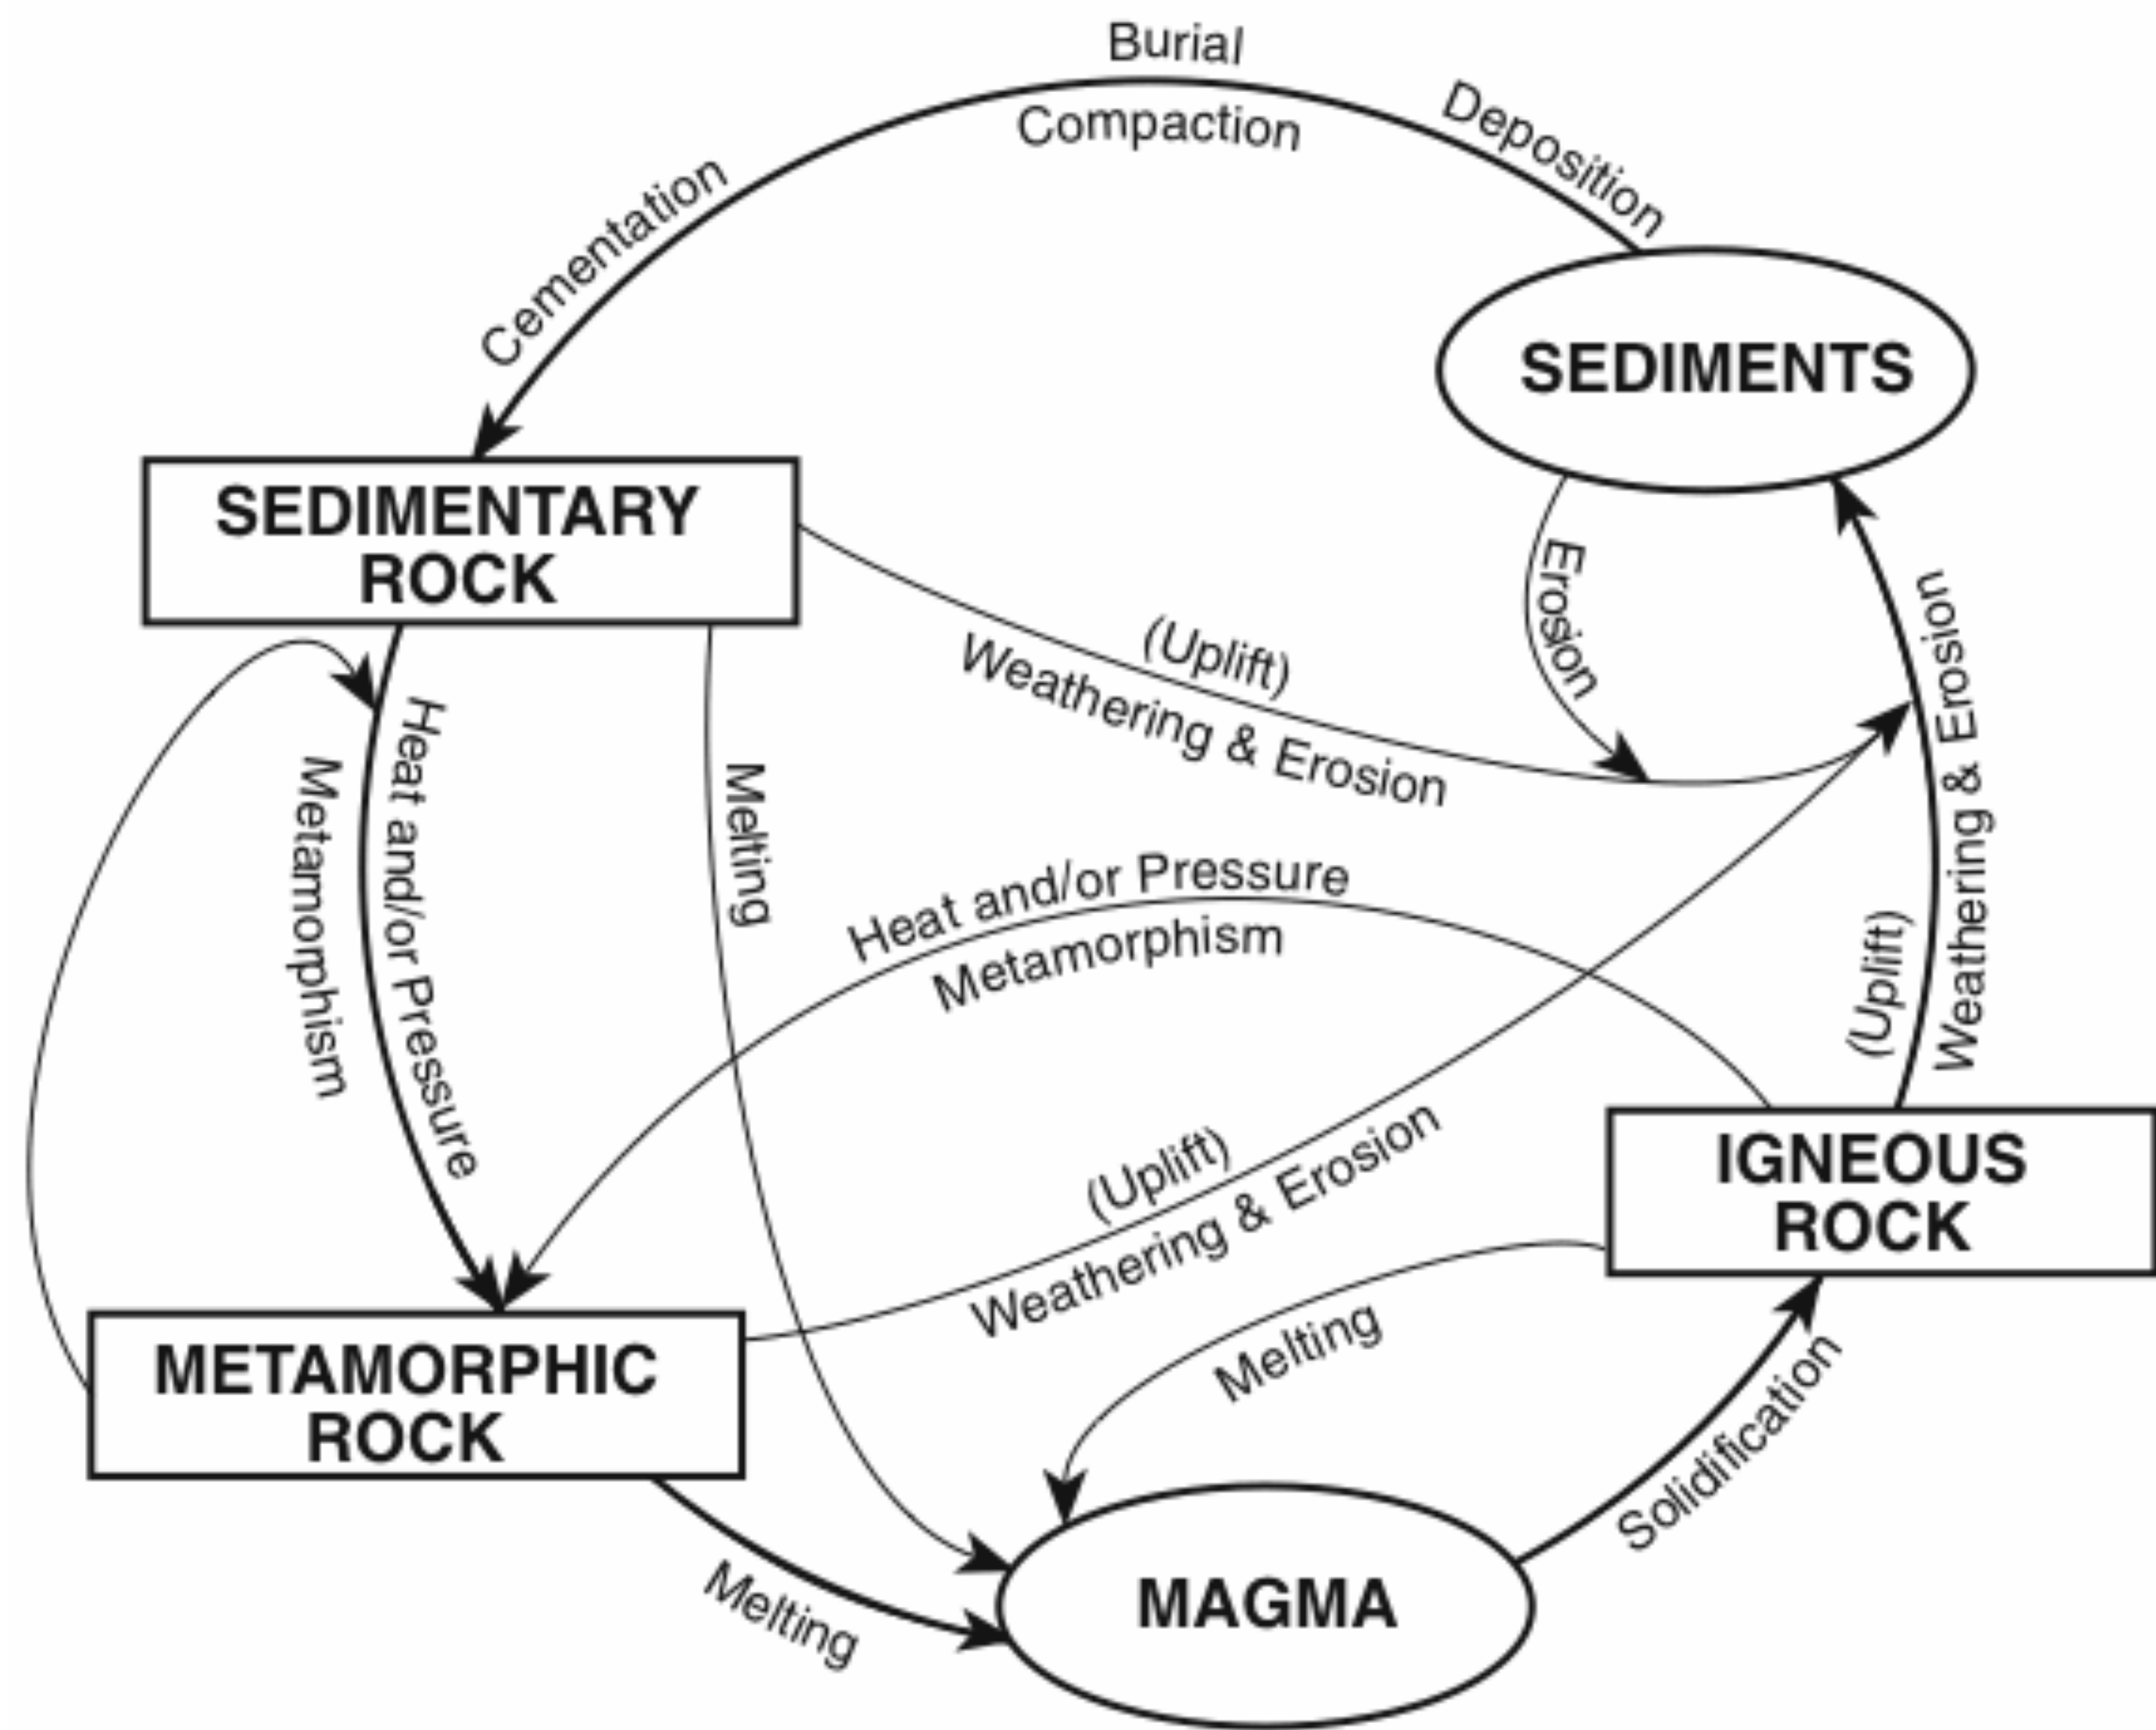 Burial
Compaction
Deposition
Cementation
SEDIMENTS
SEDIMENTARY
ROCK
Erosion
(Uplift)
Weathering & Erosion
(Uplift)
Weathering & Erosion
Heat and/or Pressure
Metamorphism
Melting
Heat and/or Pressure
Metamorphism
(Uplift)
Weathering & Erosion
IGNEOUS
ROCK
Melting
METAMORPHIC
ROCK
Solidification
Melting
MAGMA